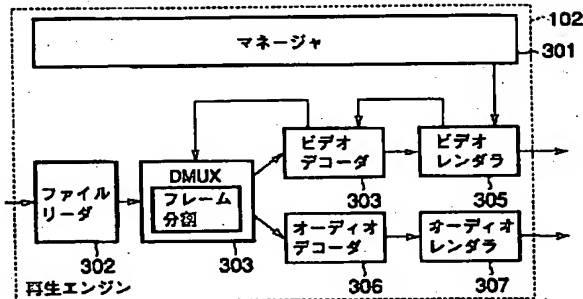 マネージャ
102
301
ビデオ
デコーダ
ビデオ
レンダラ
DMUX
フレーム
分割
ファイル
リーダ
303
305
オーディオ
デコーダ
オーディオ
レンダラ
302
303
306
307
再生エンジン